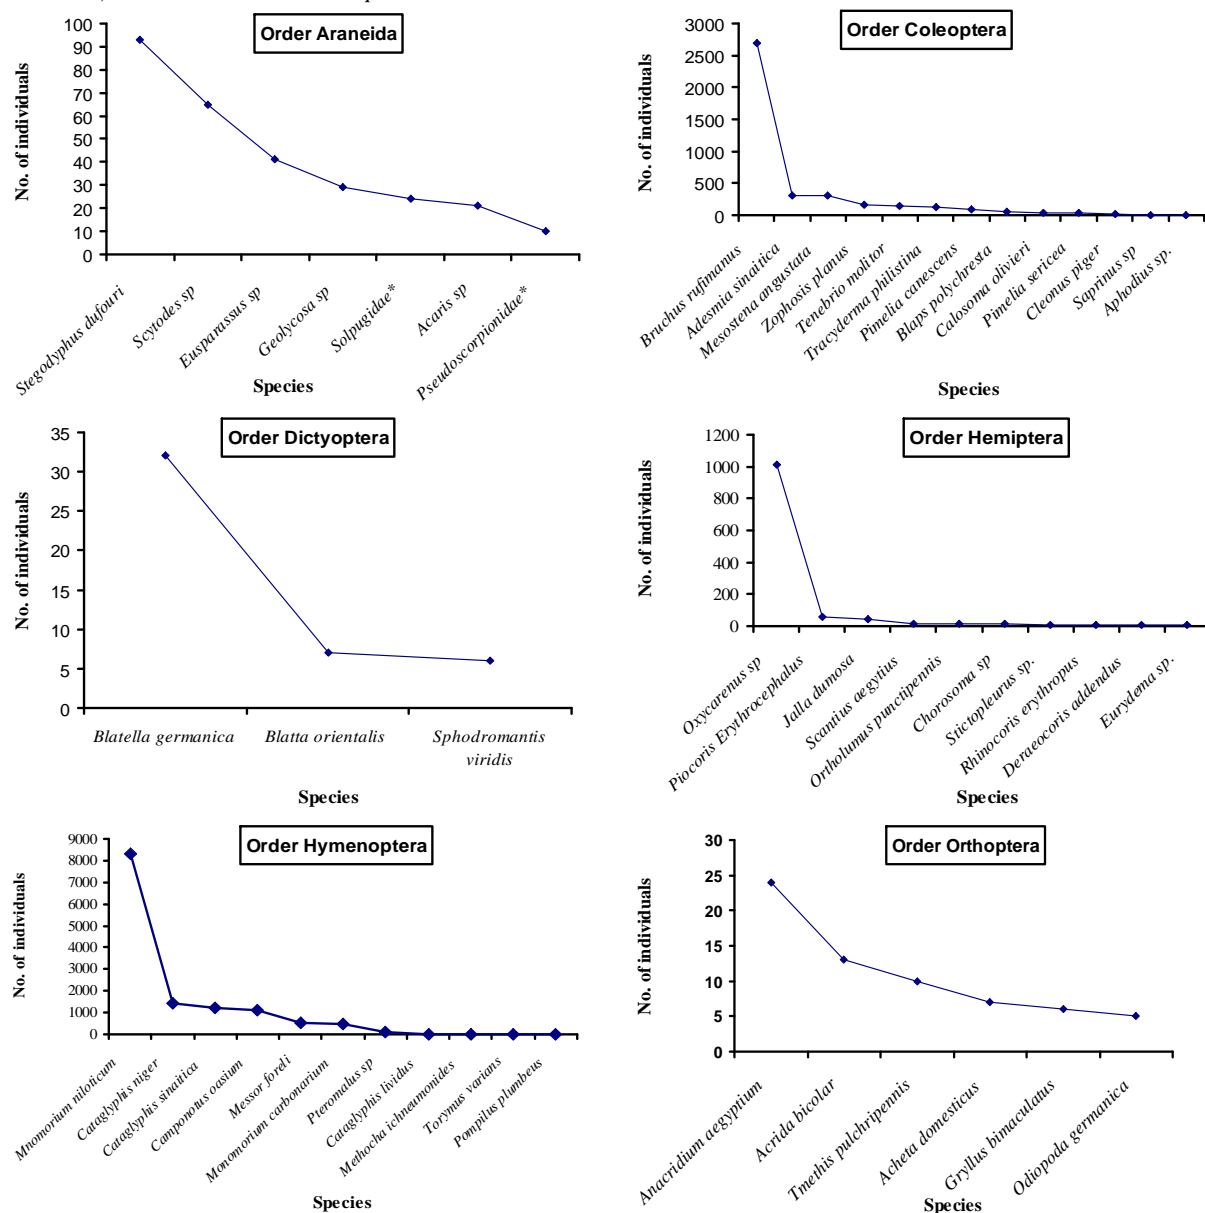 Order Araneida
No. of individuals
100
90
80
70
60
50
40
30
20
10
0
Stegodyphus dufouri
Scytodes sp
Eusparassus sp
Geolycosa sp
Solpugidae*
Acaris sp
Pseudoscorpionidae*
Species
Order Coleoptera
No. of individuals
3000
2500
2000
1500
1000
500
0
Bruchus rufimanus
Adesmia sinaitica
Mesostena angustata
Zophosis planus
Tenebrio molitor
Tracyderma philistina
Pimelia canescens
Blaps polychresta
Calosoma olivieri
Pimelia sericea
Cleonus piger
Saprinus sp
Aphodius sp.
Species
Order Dictyoptera
No. of individuals
35
30
25
20
15
10
5
0
Blatella germanica
Blatta orientalis
Sphodromantis
viridis
Species
Order Hemiptera
No. of individuals
1200
1000
800
600
400
200
0
Oxycarenus sp
Piocoris Erythrocephalus
Jalla dumosa
Scantius aegytius
Ortholumus punctipennis
Chorosoma sp
Stictopleurus sp.
Rhinocoris erythropus
Deraeocoris addendus
Eurydema sp.
Species
Order Hymenoptera
No. of individuals
9000
8000
7000
6000
5000
4000
3000
2000
1000
0
Mnomorium niloticum
Cataglyphis niger
Cataglyphis sinaitica
Camponotus oasium
Messor foreli
Monomorium carbonarium
Pteromalus sp
Cataglyphis lividus
Methocha ichneumonides
Torymus varians
Pompilus plumbeus
Species
Order Orthoptera
No. of individuals
30
25
20
15
10
5
0
Anacridium aegyptium
Acrida bicolar
Tmethis pulchripennis
Acheta domesticus
Gryllus bimaculatus
Odiopoda germanica
Species